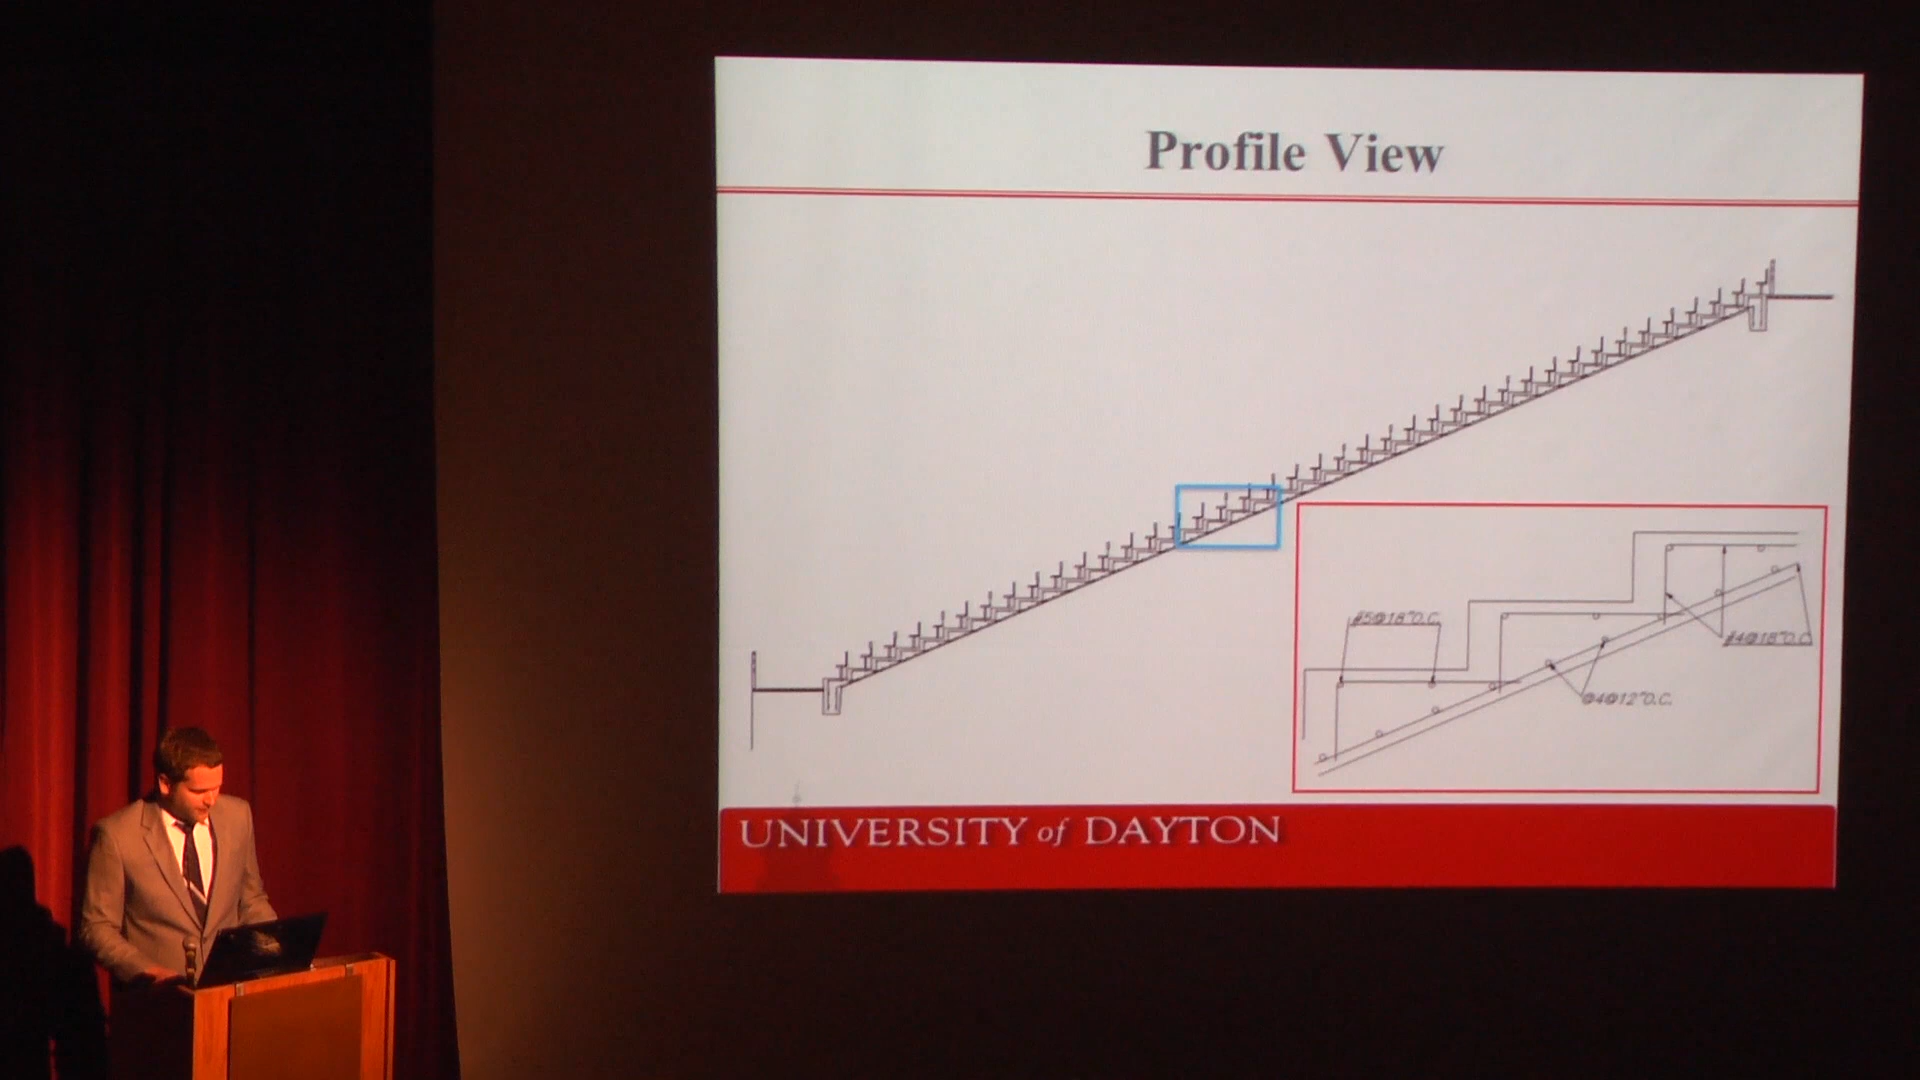 Profile View
#5@18"O.C.
#4@18"O.C.
@4@12"O.C.
UNIVERSITY of DAYTON